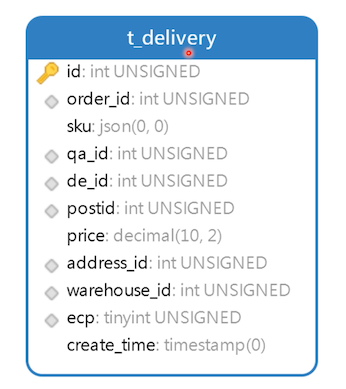 t_delivery
id: int UNSIGNED
order_id: int UNSIGNED
sku: json(0, 0)
qa_id: int UNSIGNED
de_id: int UNSIGNED
postid: int UNSIGNED
price: decimal(10, 2)
address_id: int UNSIGNED
warehouse_id: int UNSIGNED
ecp: tinyint UNSIGNED
create_time: timestamp(0)